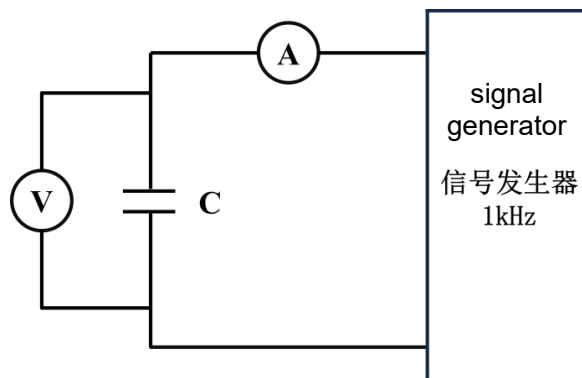 A
signal
generator
信号发生器
1kHz
V
C